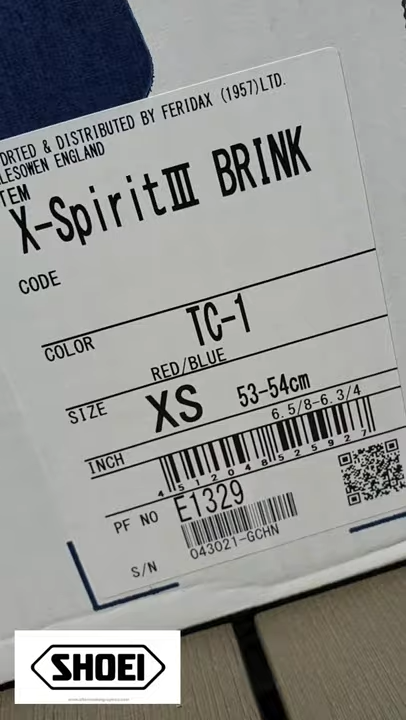 ORTED & DISTRIBUTED BY FERIDAX (1957)LTD.
LESOWEN ENGLAND
TEM
X-SpiritⅢ BRINK
CODE
COLOR TC-1
RED/BLUE
SIZE XS 53-54cm
INCH 6.5/8-6.3/4
4512048525927
PF NO E1329
043021-GCHN
S/N
SHOEI